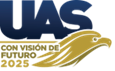 UAS
CON VISIÓN DE
FUTURO
2025